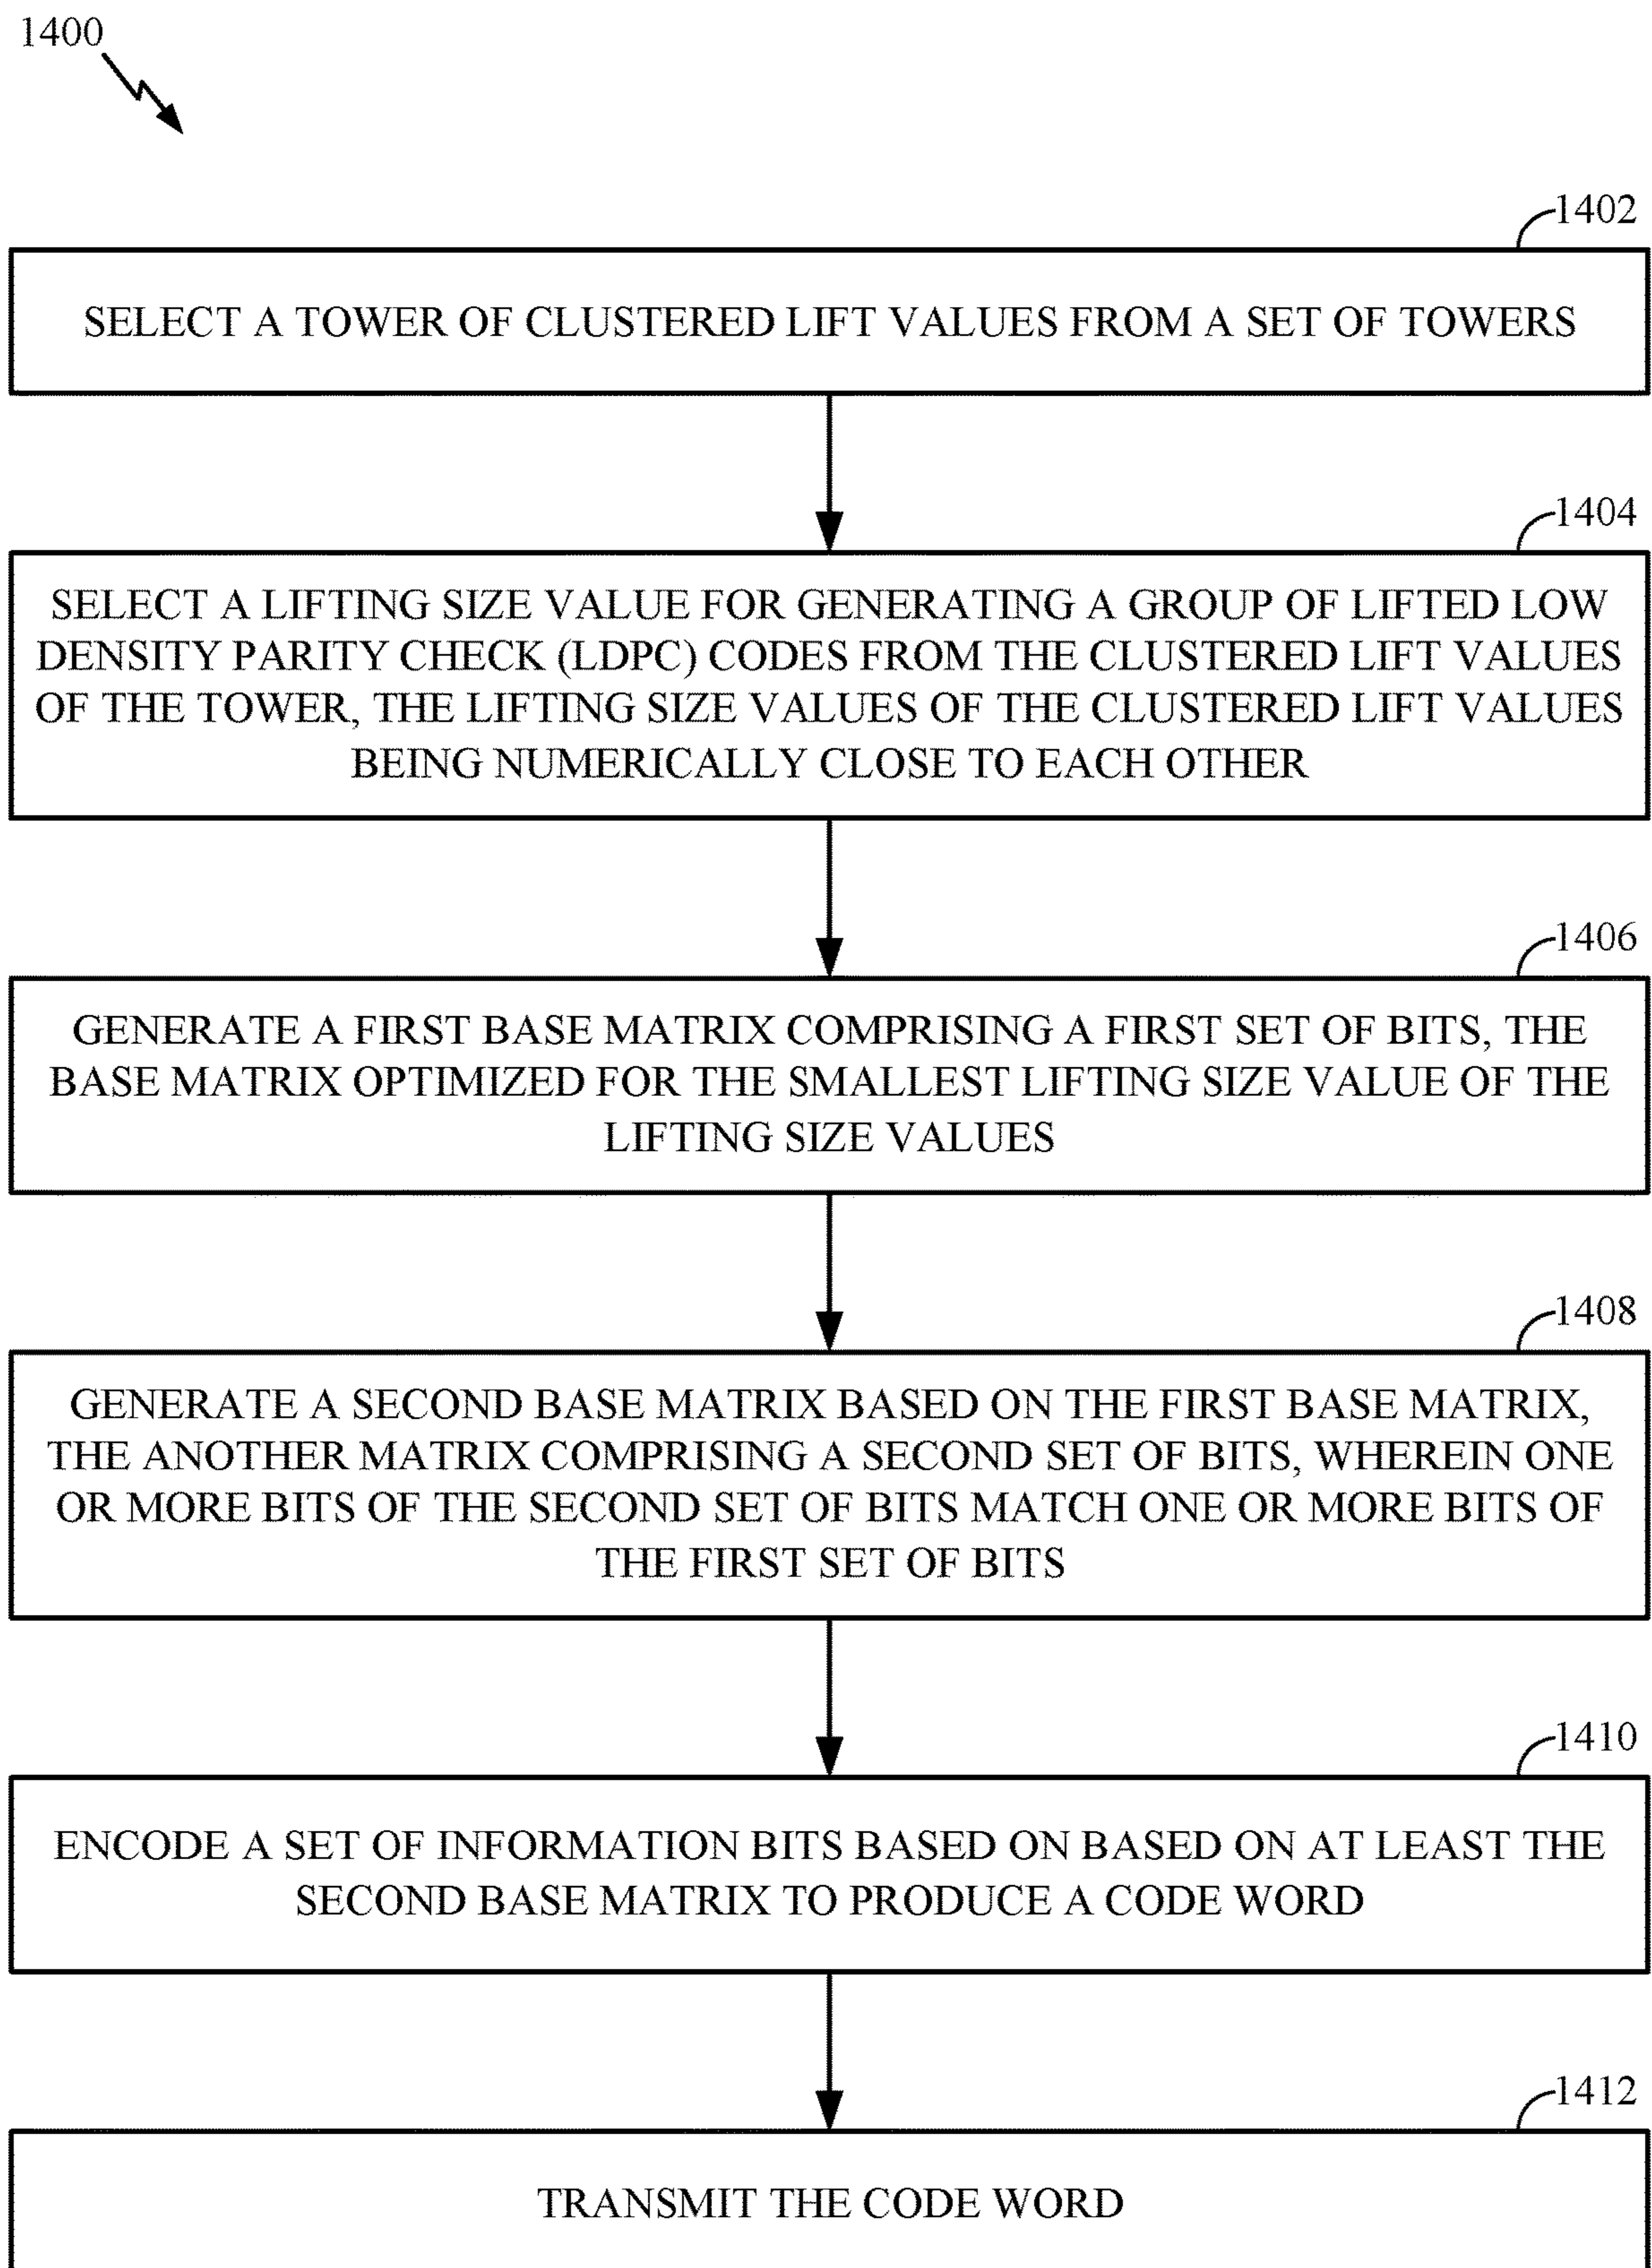 1400
1402
SELECT A TOWER OF CLUSTERED LIFT VALUES FROM A SET OF TOWERS
1404
SELECT A LIFTING SIZE VALUE FOR GENERATING A GROUP OF LIFTED LOW
DENSITY PARITY CHECK (LDPC) CODES FROM THE CLUSTERED LIFT VALUES
OF THE TOWER, THE LIFTING SIZE VALUES OF THE CLUSTERED LIFT VALUES
BEING NUMERICALLY CLOSE TO EACH OTHER
1406
GENERATE A FIRST BASE MATRIX COMPRISING A FIRST SET OF BITS, THE
BASE MATRIX OPTIMIZED FOR THE SMALLEST LIFTING SIZE VALUE OF THE
LIFTING SIZE VALUES
1408
GENERATE A SECOND BASE MATRIX BASED ON THE FIRST BASE MATRIX,
THE ANOTHER MATRIX COMPRISING A SECOND SET OF BITS, WHEREIN ONE
OR MORE BITS OF THE SECOND SET OF BITS MATCH ONE OR MORE BITS OF
THE FIRST SET OF BITS
1410
ENCODE A SET OF INFORMATION BITS BASED ON BASED ON AT LEAST THE
SECOND BASE MATRIX TO PRODUCE A CODE WORD
1412
TRANSMIT THE CODE WORD